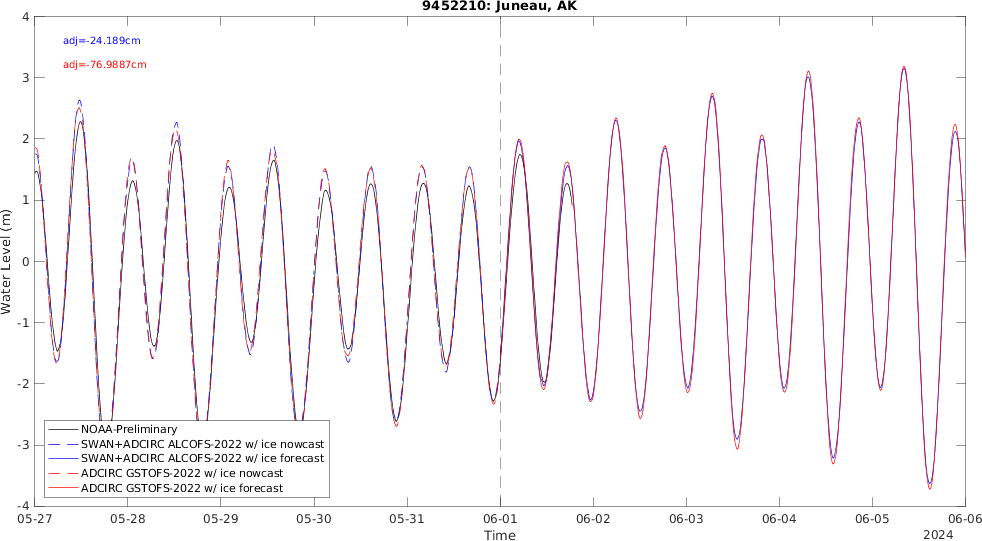 9452210: Juneau, AK
adj=-24.189cm
adj=-76.9887cm
4
3
2
1
0
-1
-2
-3
-4
Water Level (m)
NOAA-Preliminary
SWAN+ADCIRC ALCOFS-2022 w/ ice nowcast
SWAN+ADCIRC ALCOFS-2022 w/ ice forecast
ADCIRC GSTOFS-2022 w/ ice nowcast
ADCIRC GSTOFS-2022 w/ ice forecast
05-27 05-28 05-29 05-30 05-31 06-01 06-02 06-03 06-04 06-05 06-06
Time
2024